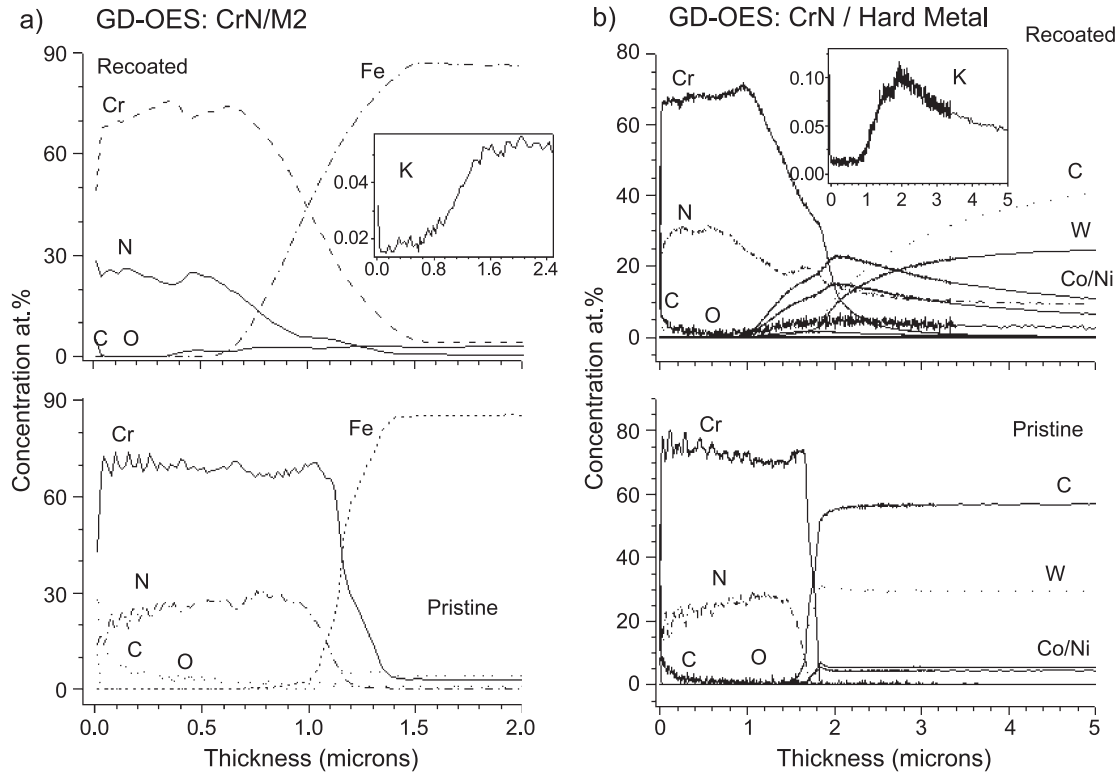 a) GD-OES: CrN/M2
90
60
30
0
Recoated
Cr
Fe
N
C O
K
0.04
0.02
0.0 0.8 1.6 2.4
Concentration at.%
90
60
30
0
Cr
Fe
N
C
O
Pristine
0.0 0.5 1.0 1.5 2.0
Thickness (microns)
b) GD-OES: CrN / Hard Metal
Recoated
80
60
40
20
0
Cr
K
0.10
0.05
0.00
0 1 2 3 4 5
N
C
W
Co/Ni
C
O
Concentration at.%
80
60
40
20
0
Cr
Pristine
C
N
W
C
O
Co/Ni
0 1 2 3 4 5
Thickness (microns)